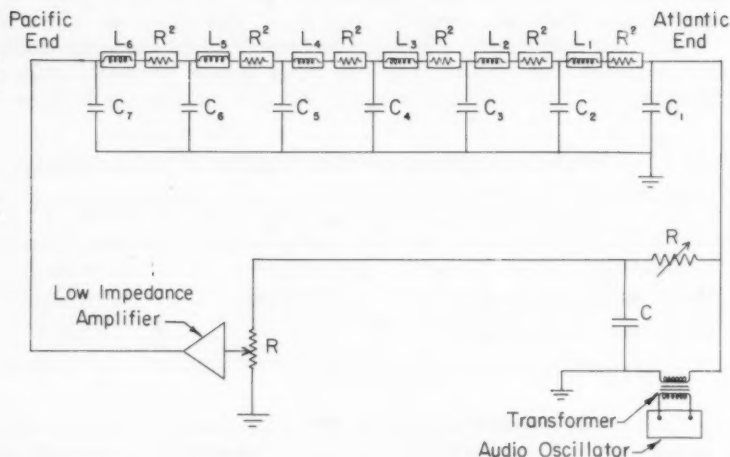 Pacific
End
Atlantic
End
L₆ R² L₅ R² L₄ R² L₃ R² L₂ R² L₁ R²
C₇ C₆ C₅ C₄ C₃ C₂ C₁
R
Low Impedance
Amplifier
R
C
Transformer
Audio Oscillator